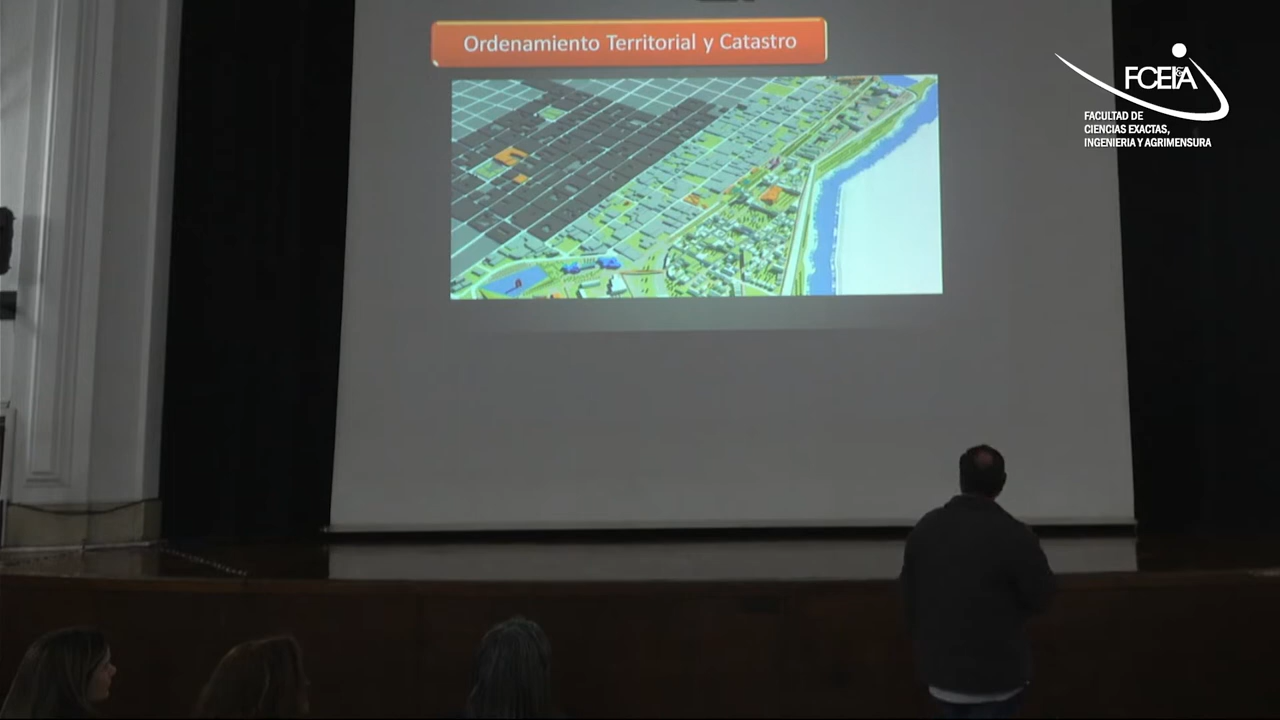 Ordenamiento Territorial y Catastro
FCEIA
FACULTAD DE
CIENCIAS EXACTAS,
INGENIERIA Y AGRIMENSURA